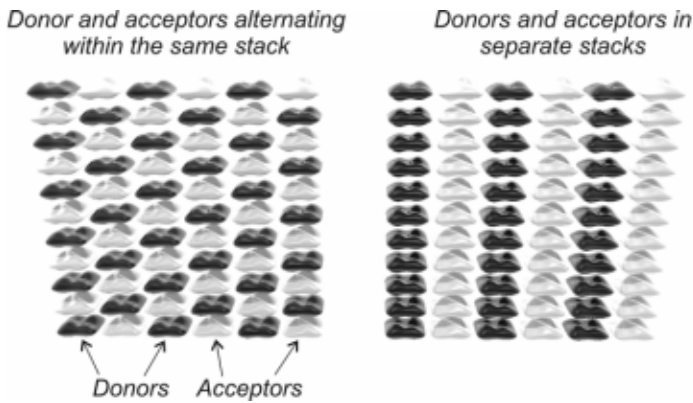 Donor and acceptors alternating
within the same stack
Donors and acceptors in
separate stacks
Donors
Acceptors